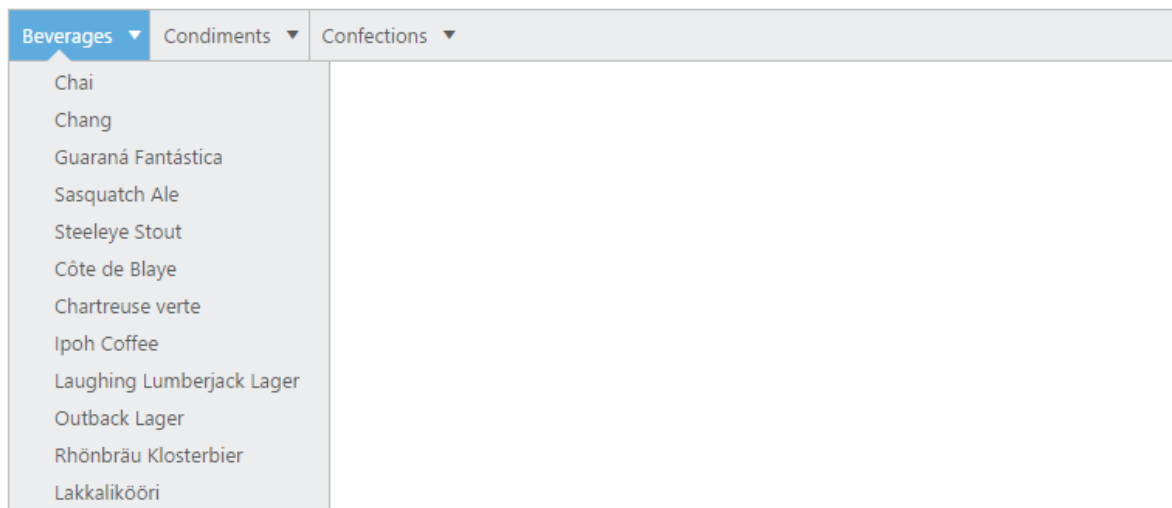 Beverages Condiments Confections
Chai
Chang
Guaraná Fantástica
Sasquatch Ale
Steeleye Stout
Côte de Blaye
Chartreuse verte
Ipoh Coffee
Laughing Lumberjack Lager
Outback Lager
Rhönbräu Klosterbier
Lakkalikööri